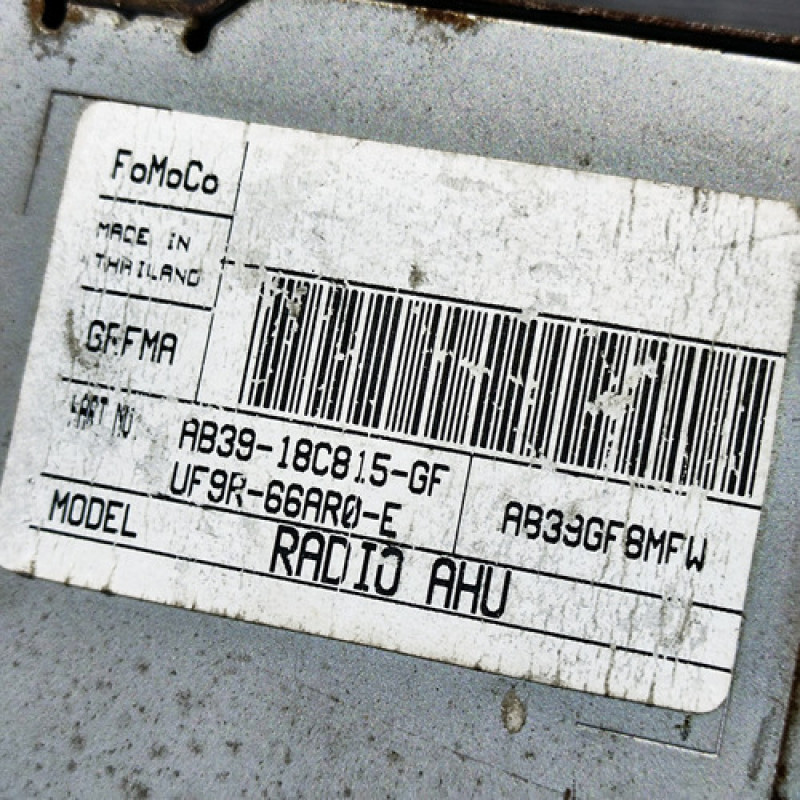 FoMoCo
MADE IN
THAILAND
GFFMA
PART NO.
AB39-18C815-GF
UF9R-66AR0-E
AB39GF8MFW
MODEL
RADIO AHU